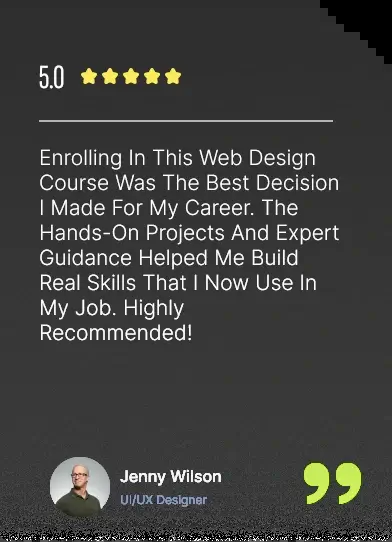 5.0
Enrolling In This Web Design
Course Was The Best Decision
I Made For My Career. The
Hands-On Projects And Expert
Guidance Helped Me Build
Real Skills That I Now Use In
My Job. Highly
Recommended!
Jenny Wilson
UI/UX Designer